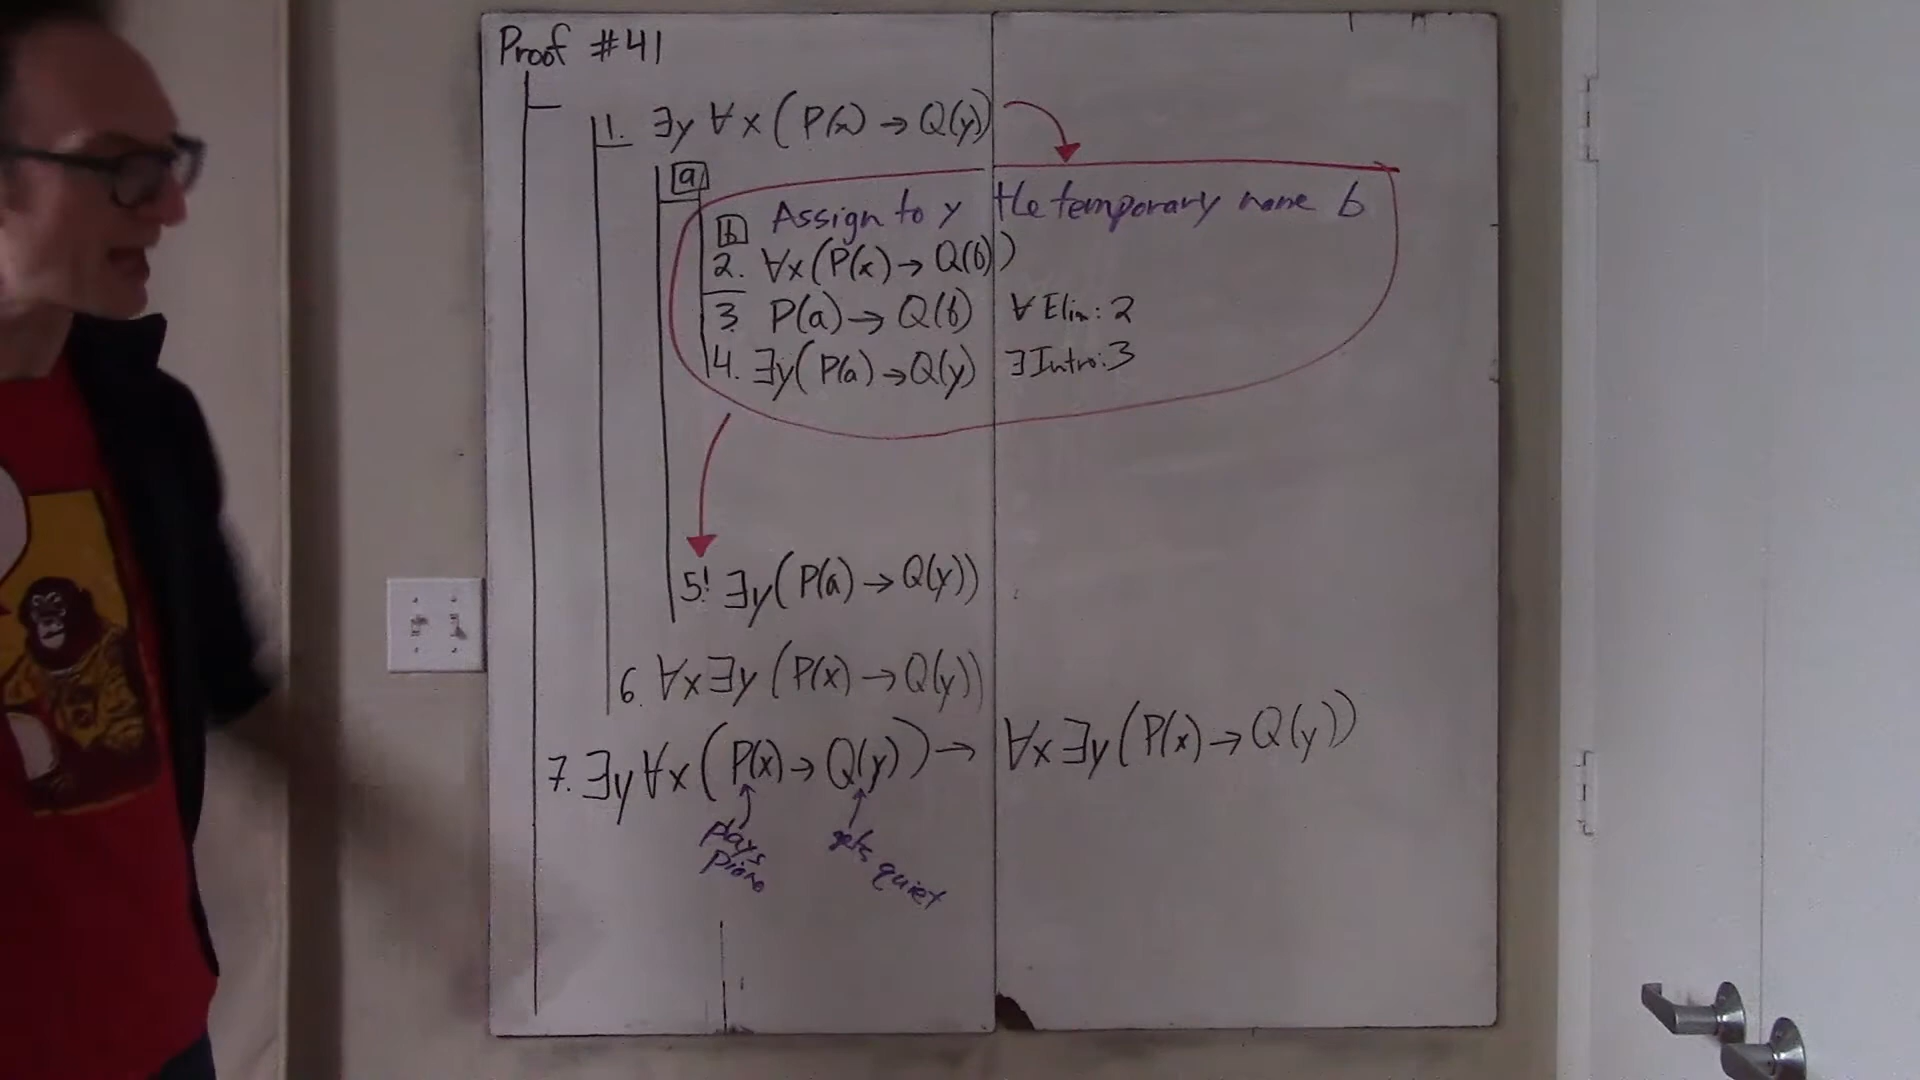 Proof #41
1. ∃y ∀x (P(x) → Q(y)
a
b Assign to y the temporary name b
2. ∀x (P(x) → Q(b))
3. P(a) → Q(b) ∀ Elim: 2
4. ∃y (P(a) → Q(y) ∃ Intro: 3
5! ∃y (P(a) → Q(y))
6. ∀x ∃y (P(x) → Q(y))
7. ∃y ∀x (P(x) → Q(y)) → ∀x ∃y (P(x) → Q(y))
plays piano
gets quiet